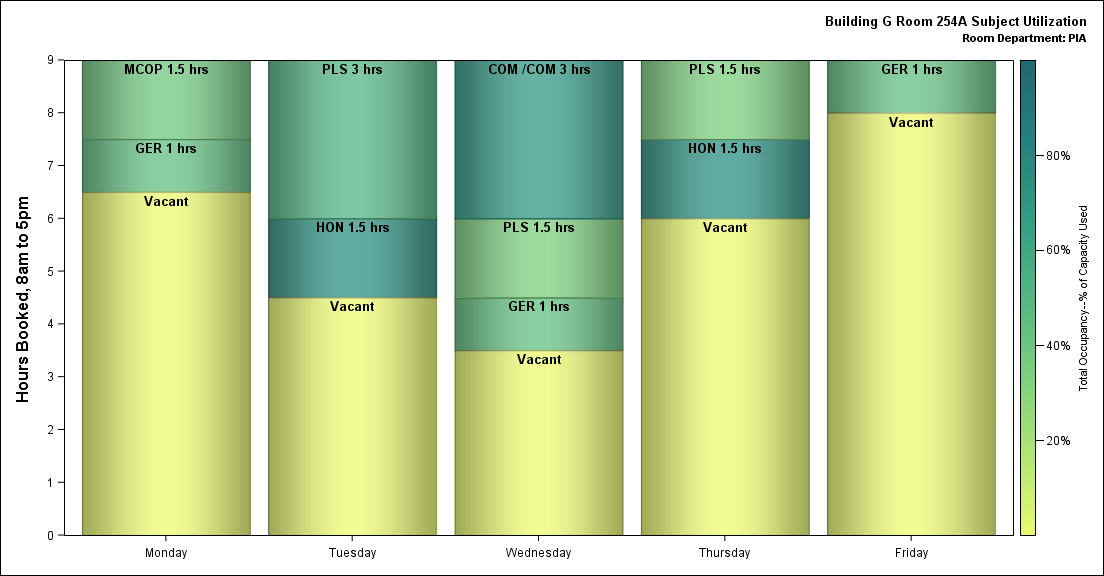 Building G Room 254A Subject Utilization
Room Department: PIA
Hours Booked, 8am to 5pm
9
8
7
6
5
4
3
2
1
0
MCOP 1.5 hrs
GER 1 hrs
Vacant
PLS 3 hrs
HON 1.5 hrs
Vacant
COM /COM 3 hrs
PLS 1.5 hrs
GER 1 hrs
Vacant
PLS 1.5 hrs
HON 1.5 hrs
Vacant
GER 1 hrs
Vacant
Monday
Tuesday
Wednesday
Thursday
Friday
80%
60%
40%
20%
Total Occupancy--% of Capacity Used